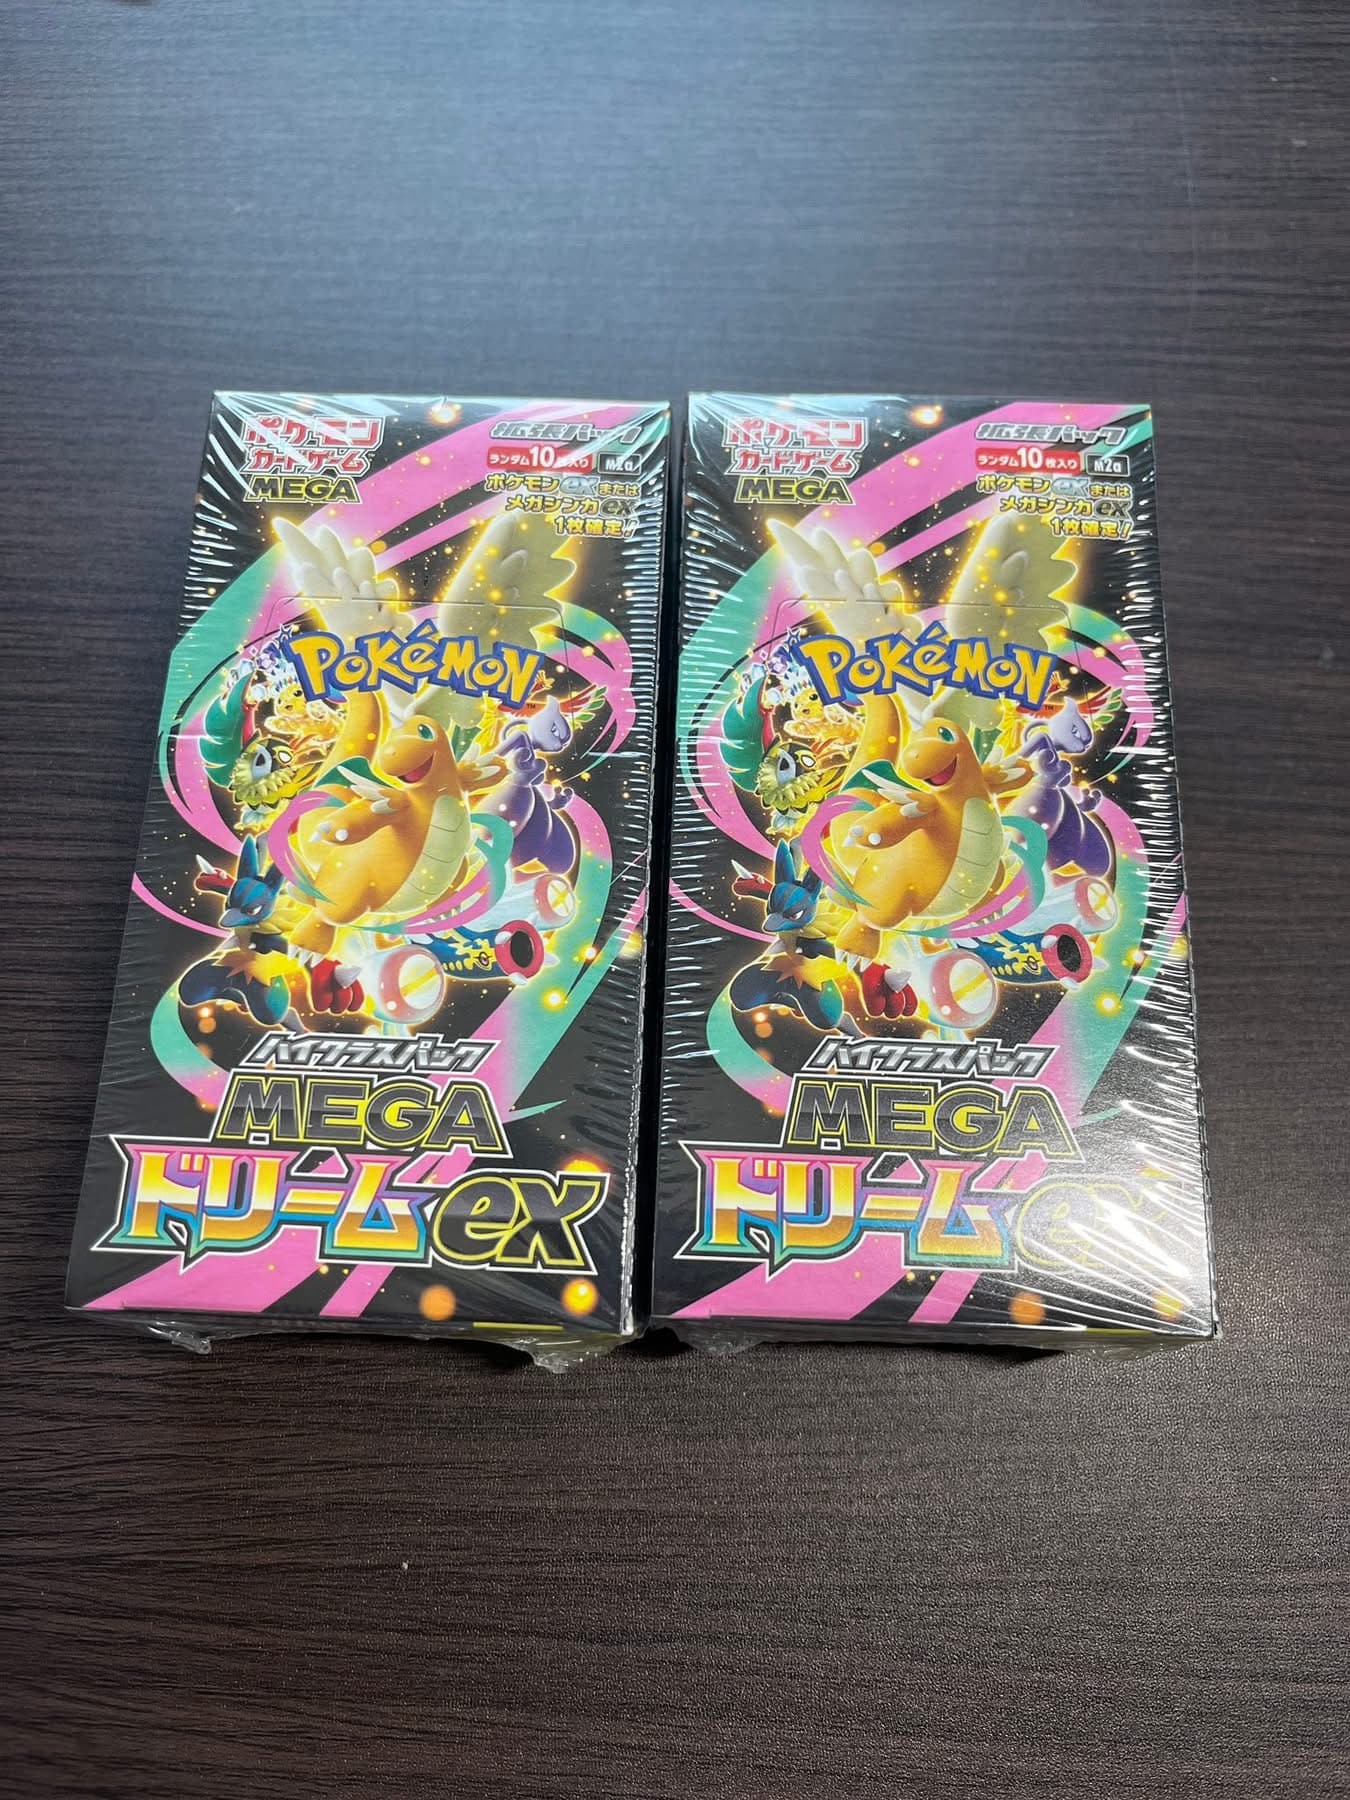 ポケモン
カードゲーム
MEGA
拡張パック
ランダム10枚入り M2a
ポケモンexまたは
メガシンカex
1枚確定!
POKéMON
TM
ハイクラスパック
MEGA
ドリームex
ポケモン
カードゲーム
MEGA
拡張パック
ランダム10枚入り M2a
ポケモンexまたは
メガシンカex
1枚確定!
POKéMON
TM
ハイクラスパック
MEGA
ドリームex